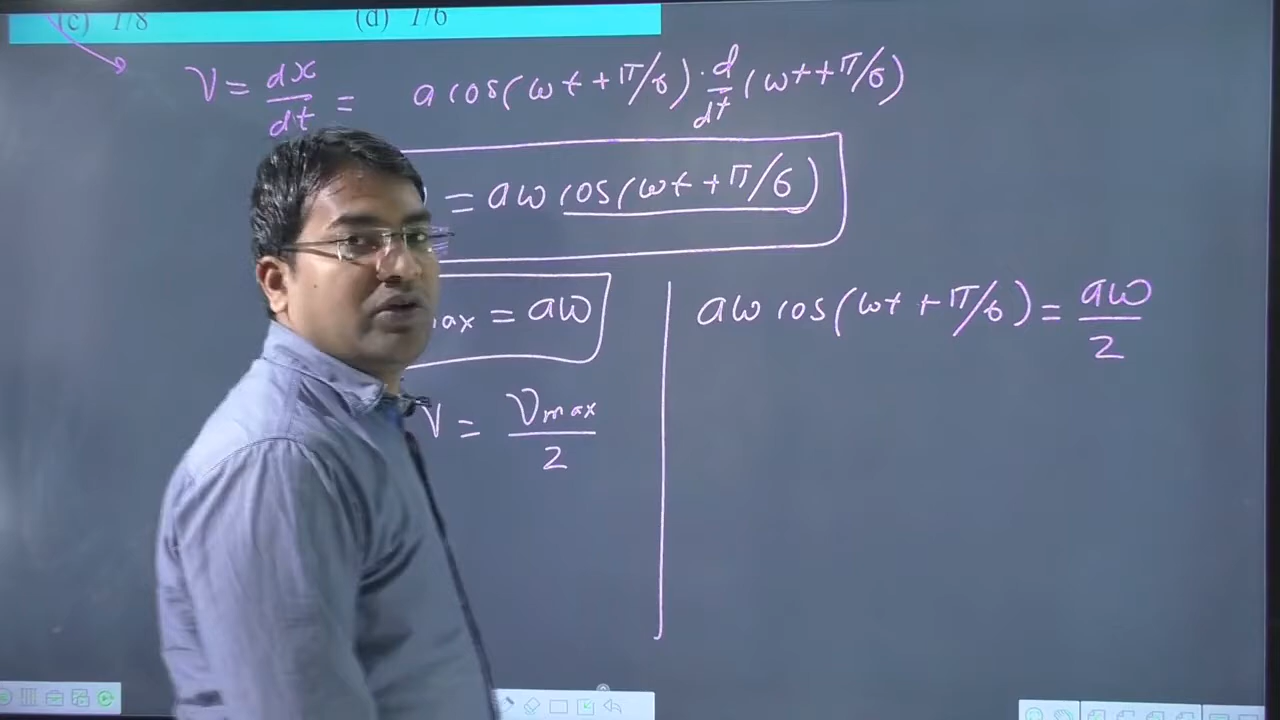 (c) 1/8 (d) 1/6
V = dx/dt = a cos(ωt + π/6) · d/dt (ωt + π/6)
= aω cos(ωt + π/6)
ax = aω
aω cos(ωt + π/6) = aω/2
V = Vmax/2